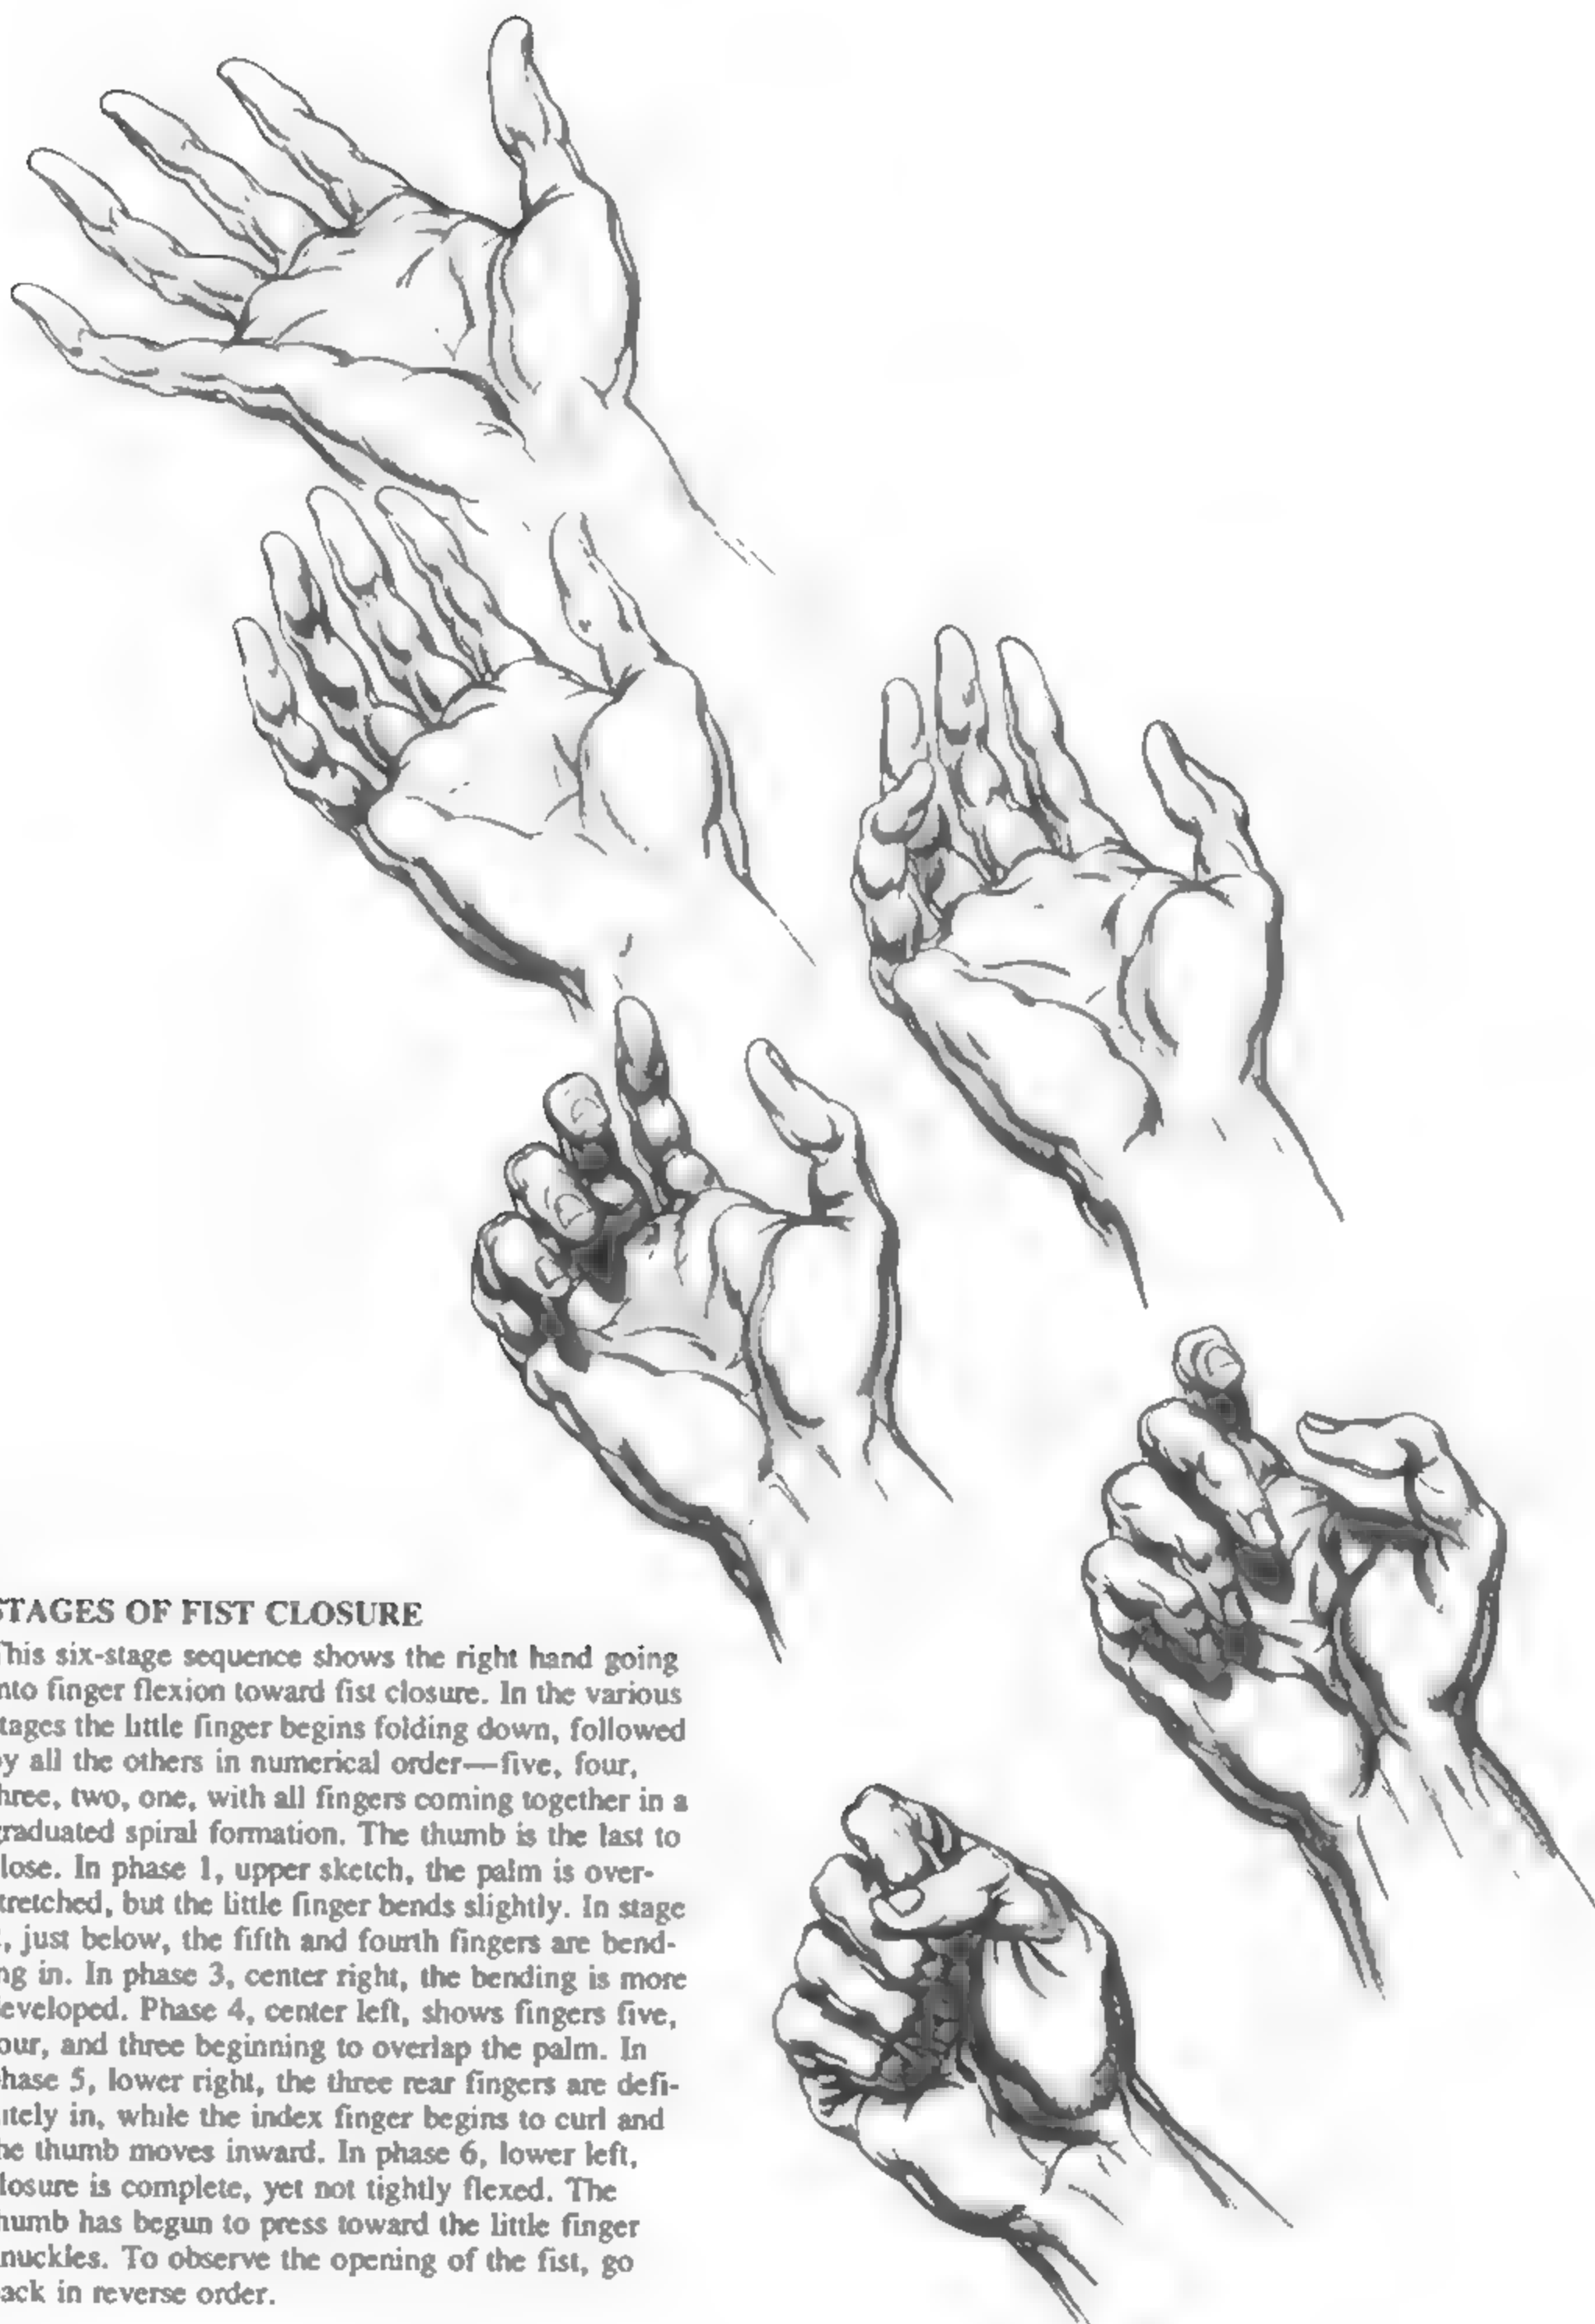 STAGES OF FIST CLOSURE
This six-stage sequence shows the right hand going
nto finger flexion toward fist closure. In the various
tages the little finger begins folding down, followed
by all the others in numerical order—five, four,
hree, two, one, with all fingers coming together in a
graduated spiral formation. The thumb is the last to
lose. In phase 1, upper sketch, the palm is over-
tretched, but the little finger bends slightly. In stage
, just below, the fifth and fourth fingers are bend-
ng in. In phase 3, center right, the bending is more
eveloped. Phase 4, center left, shows fingers five,
our, and three beginning to overlap the palm. In
hase 5, lower right, the three rear fingers are defi-
itely in, while the index finger begins to curl and
he thumb moves inward. In phase 6, lower left,
losure is complete, yet not tightly flexed. The
humb has begun to press toward the little finger
nuckles. To observe the opening of the fist, go
ack in reverse order.